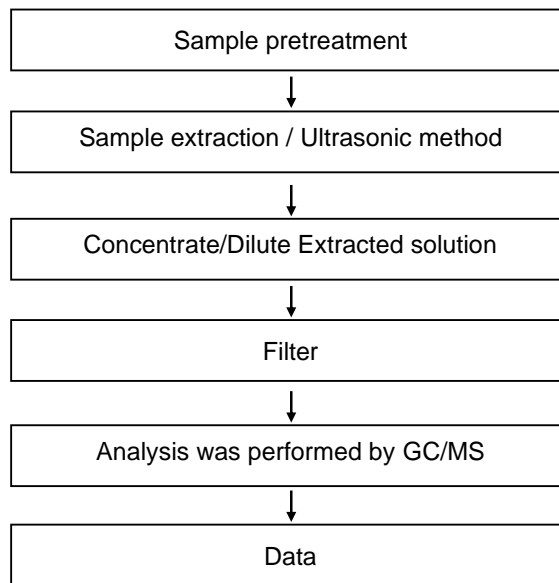 Sample pretreatment
Sample extraction / Ultrasonic method
Concentrate/Dilute Extracted solution
Filter
Analysis was performed by GC/MS
Data